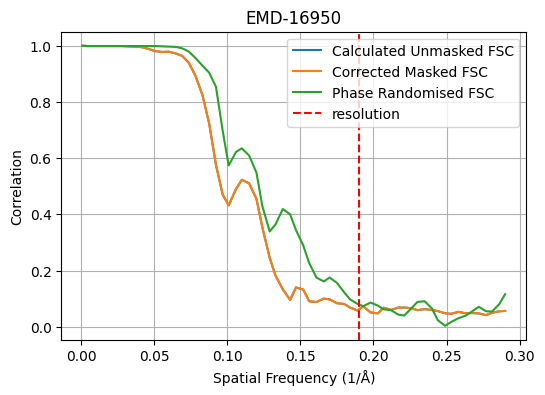 EMD-16950
Calculated Unmasked FSC
Corrected Masked FSC
Phase Randomised FSC
resolution
Correlation
1.0
0.8
0.6
0.4
0.2
0.0
0.00 0.05 0.10 0.15 0.20 0.25 0.30
Spatial Frequency (1/Å)